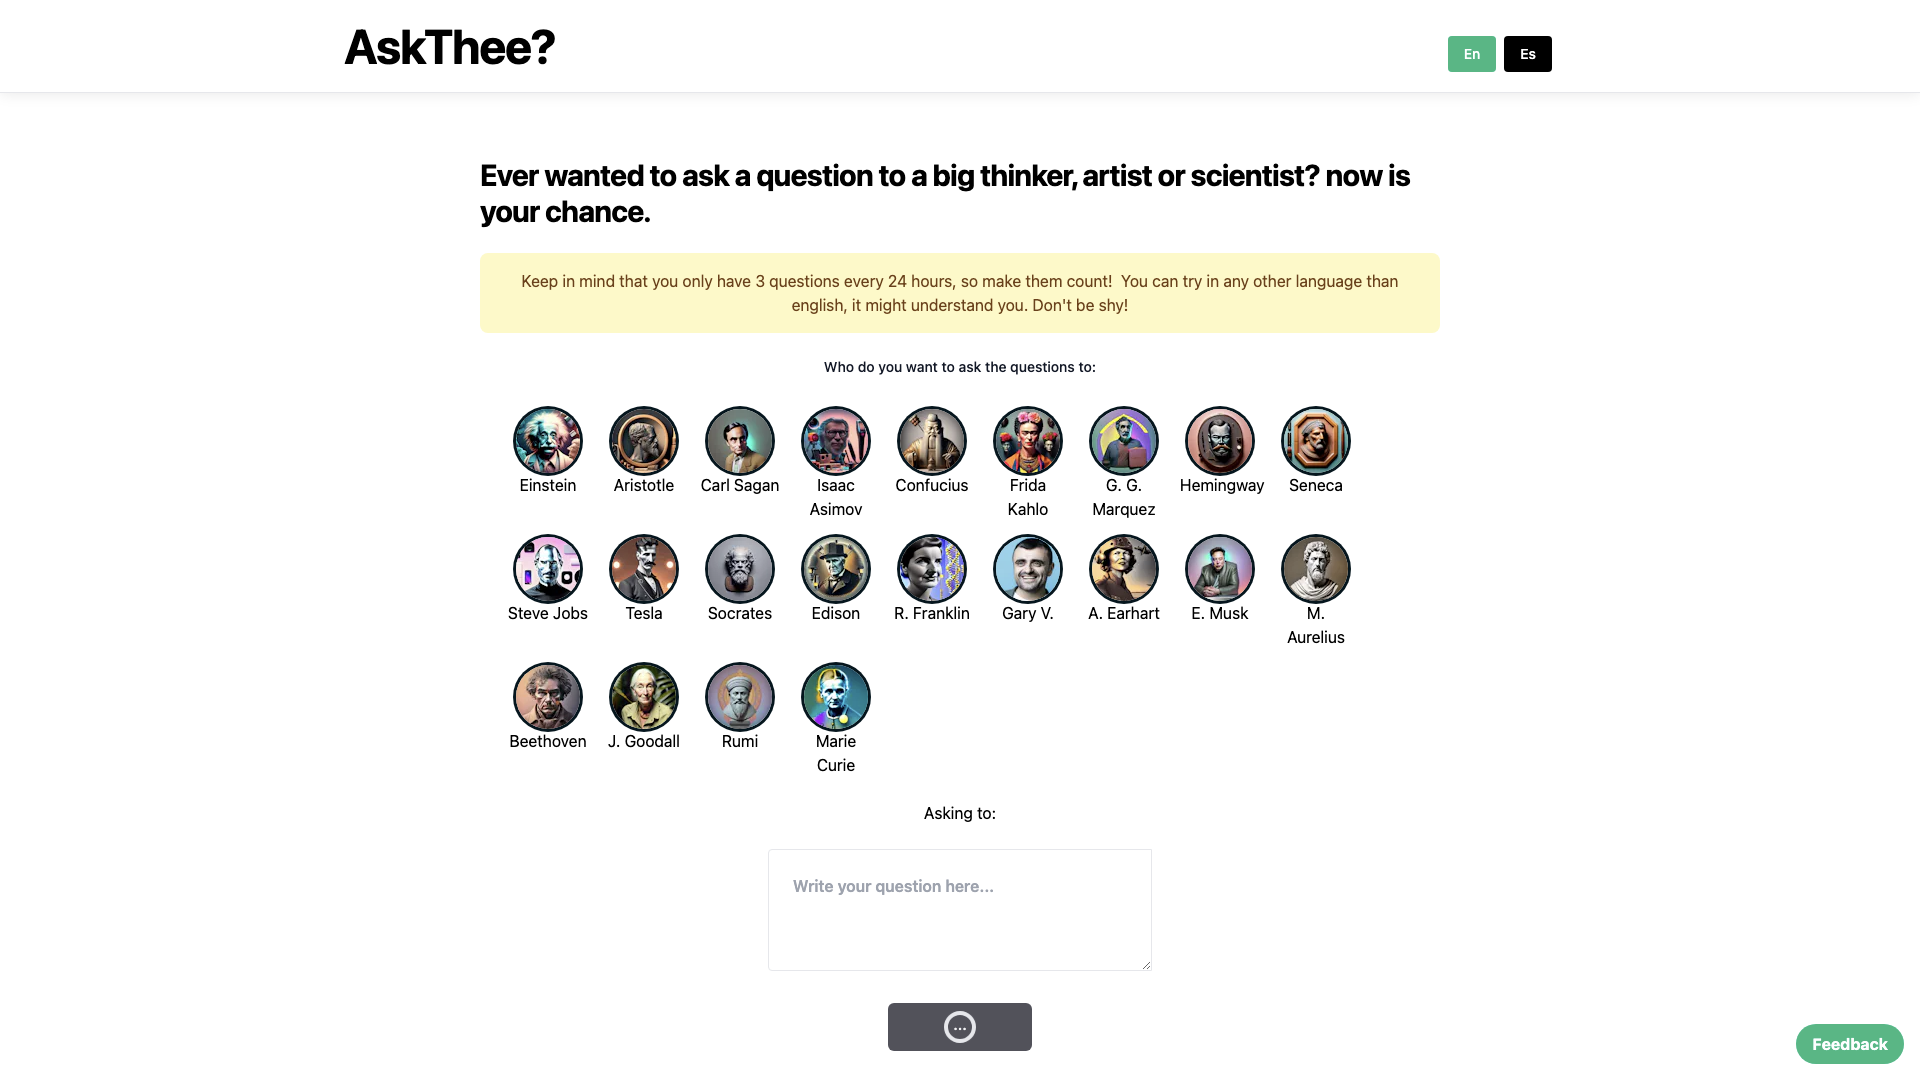 AskThee?
En
Es
Ever wanted to ask a question to a big thinker, artist or scientist? now is
your chance.
Keep in mind that you only have 3 questions every 24 hours, so make them count!  You can try in any other language than
english, it might understand you. Don't be shy!
Who do you want to ask the questions to:
Einstein
Aristotle
Carl Sagan
Isaac
Asimov
Confucius
Frida
Kahlo
G. G.
Marquez
Hemingway
Seneca
Steve Jobs
Tesla
Socrates
Edison
R. Franklin
Gary V.
A. Earhart
E. Musk
M.
Aurelius
Beethoven
J. Goodall
Rumi
Marie
Curie
Asking to:
Write your question here...
...
Feedback